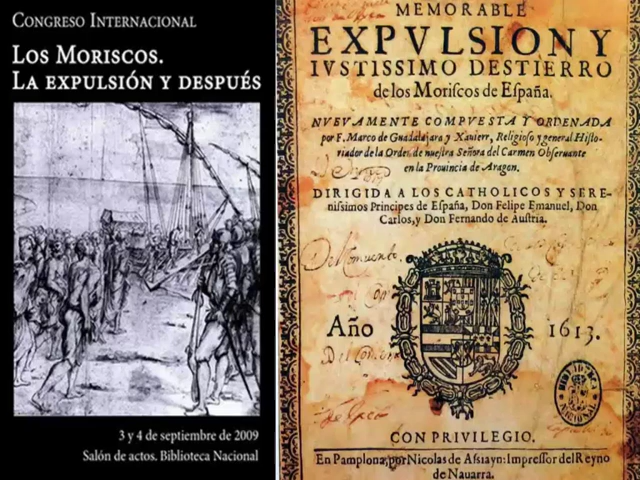 CONGRESO INTERNACIONAL
LOS MORISCOS.
LA EXPULSIÓN Y DESPUÉS
3 y 4 de septiembre de 2009
Salón de actos. Biblioteca Nacional
MEMORABLE
EXPVLSION Y
IVSTISSIMO DESTIERRO
de los Moriscos de España.
NVEVAMENTE COMPVESTA Y ORDENADA
por F. Marco de Guadalajara y Xauierr, Religioso y general Histo-
riador de la Orden de nuestra Señora del Carmen Obseruante
en la Prouincia de Aragon.
DIRIGIDA A LOS CATHOLICOS Y SERE-
nissimos Principes de España, Don Felipe Emanuel, Don
Carlos, y Don Fernando de Austria.
Año 1613.
BIBLIOTECA NACIONAL
CON PRIVILEGIO.
En Pamplona, por Nicolas de Assiayn: Impressor del Reyno
de Nauarra.